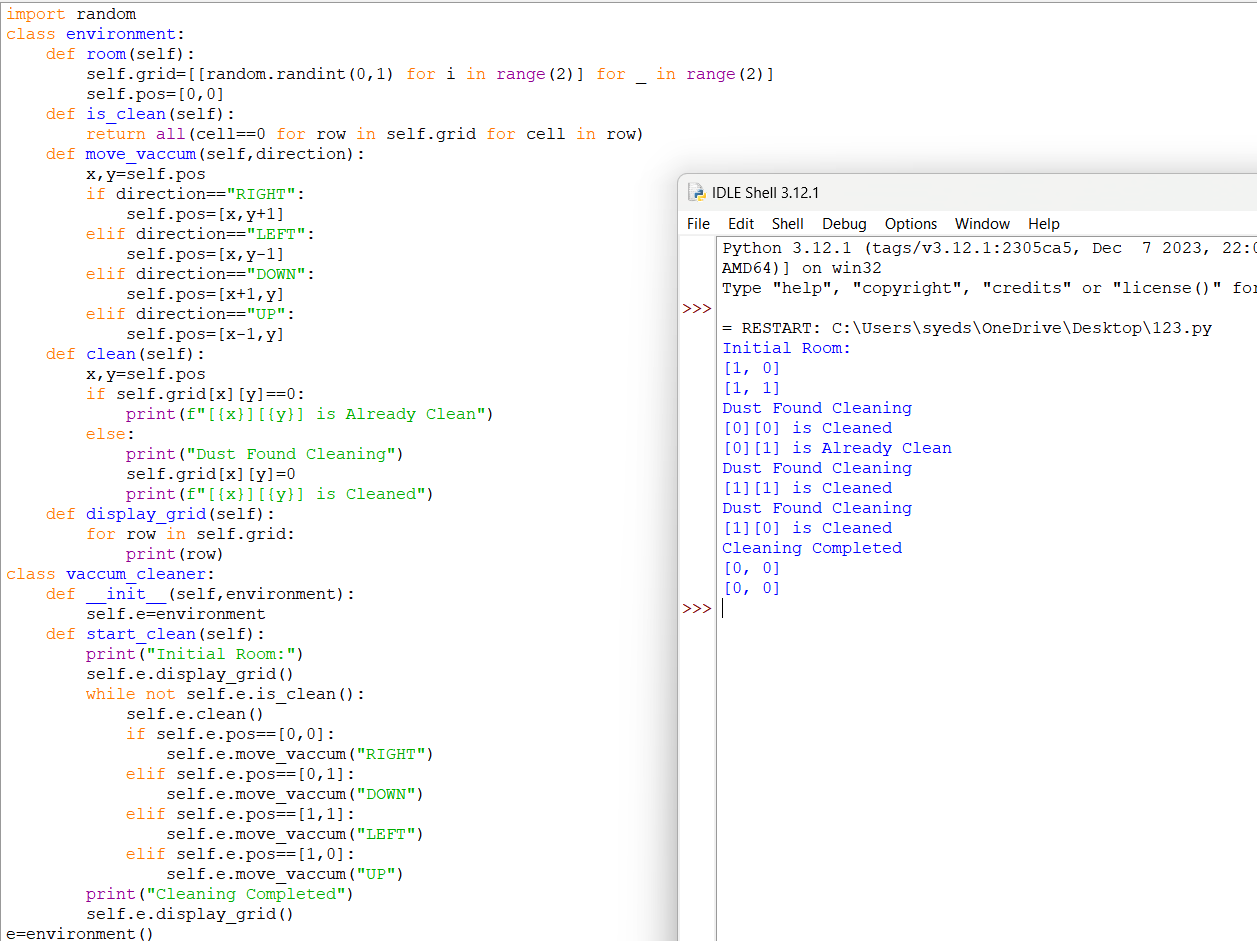 import random
class environment:
    def room(self):
        self.grid=[[random.randint(0,1) for i in range(2)] for _ in range(2)]
        self.pos=[0,0]
    def is_clean(self):
        return all(cell==0 for row in self.grid for cell in row)
    def move_vaccum(self,direction):
        x,y=self.pos
        if direction=="RIGHT":
            self.pos=[x,y+1]
        elif direction=="LEFT":
            self.pos=[x,y-1]
        elif direction=="DOWN":
            self.pos=[x+1,y]
        elif direction=="UP":
            self.pos=[x-1,y]
    def clean(self):
        x,y=self.pos
        if self.grid[x][y]==0:
            print(f"[{x}][{y}] is Already Clean")
        else:
            print("Dust Found Cleaning")
            self.grid[x][y]=0
            print(f"[{x}][{y}] is Cleaned")
    def display_grid(self):
        for row in self.grid:
            print(row)
class vaccum_cleaner:
    def __init__(self,environment):
        self.e=environment
    def start_clean(self):
        print("Initial Room:")
        self.e.display_grid()
        while not self.e.is_clean():
            self.e.clean()
            if self.e.pos==[0,0]:
                self.e.move_vaccum("RIGHT")
            elif self.e.pos==[0,1]:
                self.e.move_vaccum("DOWN")
            elif self.e.pos==[1,1]:
                self.e.move_vaccum("LEFT")
            elif self.e.pos==[1,0]:
                self.e.move_vaccum("UP")
        print("Cleaning Completed")
        self.e.display_grid()
e=environment()
IDLE Shell 3.12.1
File Edit Shell Debug Options Window Help
Python 3.12.1 (tags/v3.12.1:2305ca5, Dec  7 2023,
AMD64)] on win32
Type "help", "copyright", "credits" or "license()"
>>>
= RESTART: C:\Users\syeds\OneDrive\Desktop\123.py
Initial Room:
[1, 0]
[1, 1]
Dust Found Cleaning
[0][0] is Cleaned
[0][1] is Already Clean
Dust Found Cleaning
[1][1] is Cleaned
Dust Found Cleaning
[1][0] is Cleaned
Cleaning Completed
[0, 0]
[0, 0]
>>>